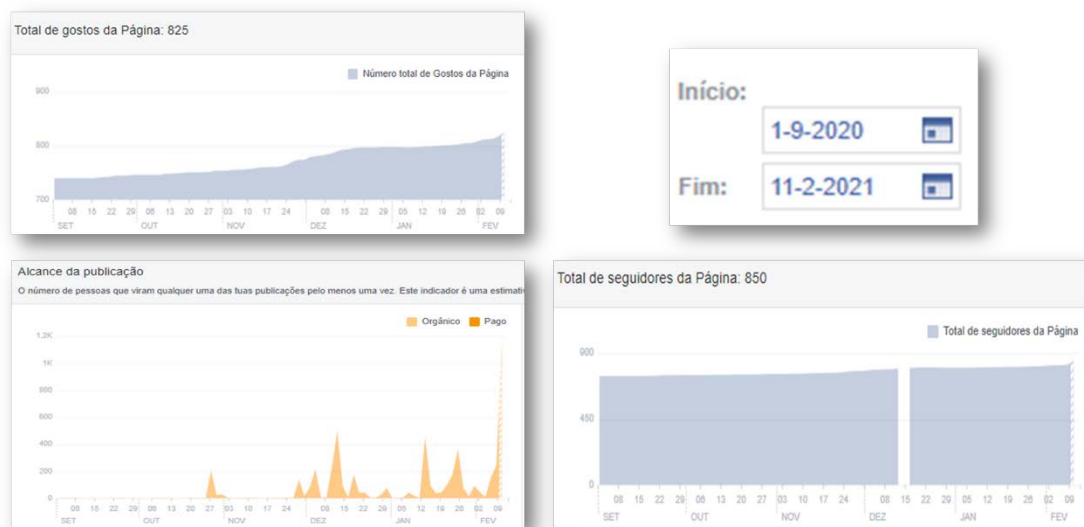 Total de gostos da Página: 825
Número total de Gostos da Página
900
800
700
08 15 22 29 06 13 20 27 03 10 17 24 08 15 22 29 05 12 19 26 02 09
SET OUT NOV DEZ JAN FEV
Início:
1-9-2020
Fim:
11-2-2021
Alcance da publicação
O número de pessoas que viram qualquer uma das tuas publicações pelo menos uma vez. Este indicador é uma estimati
Orgânico Pago
1,2K
1K
800
600
400
200
0
08 15 22 29 06 13 20 27 03 10 17 24 08 15 22 29 05 12 19 26 02 09
SET OUT NOV DEZ JAN FEV
Total de seguidores da Página: 850
Total de seguidores da Página
900
450
0
08 15 22 29 06 13 20 27 03 10 17 24 08 15 22 29 05 12 19 26 02 09
SET OUT NOV DEZ JAN FEV